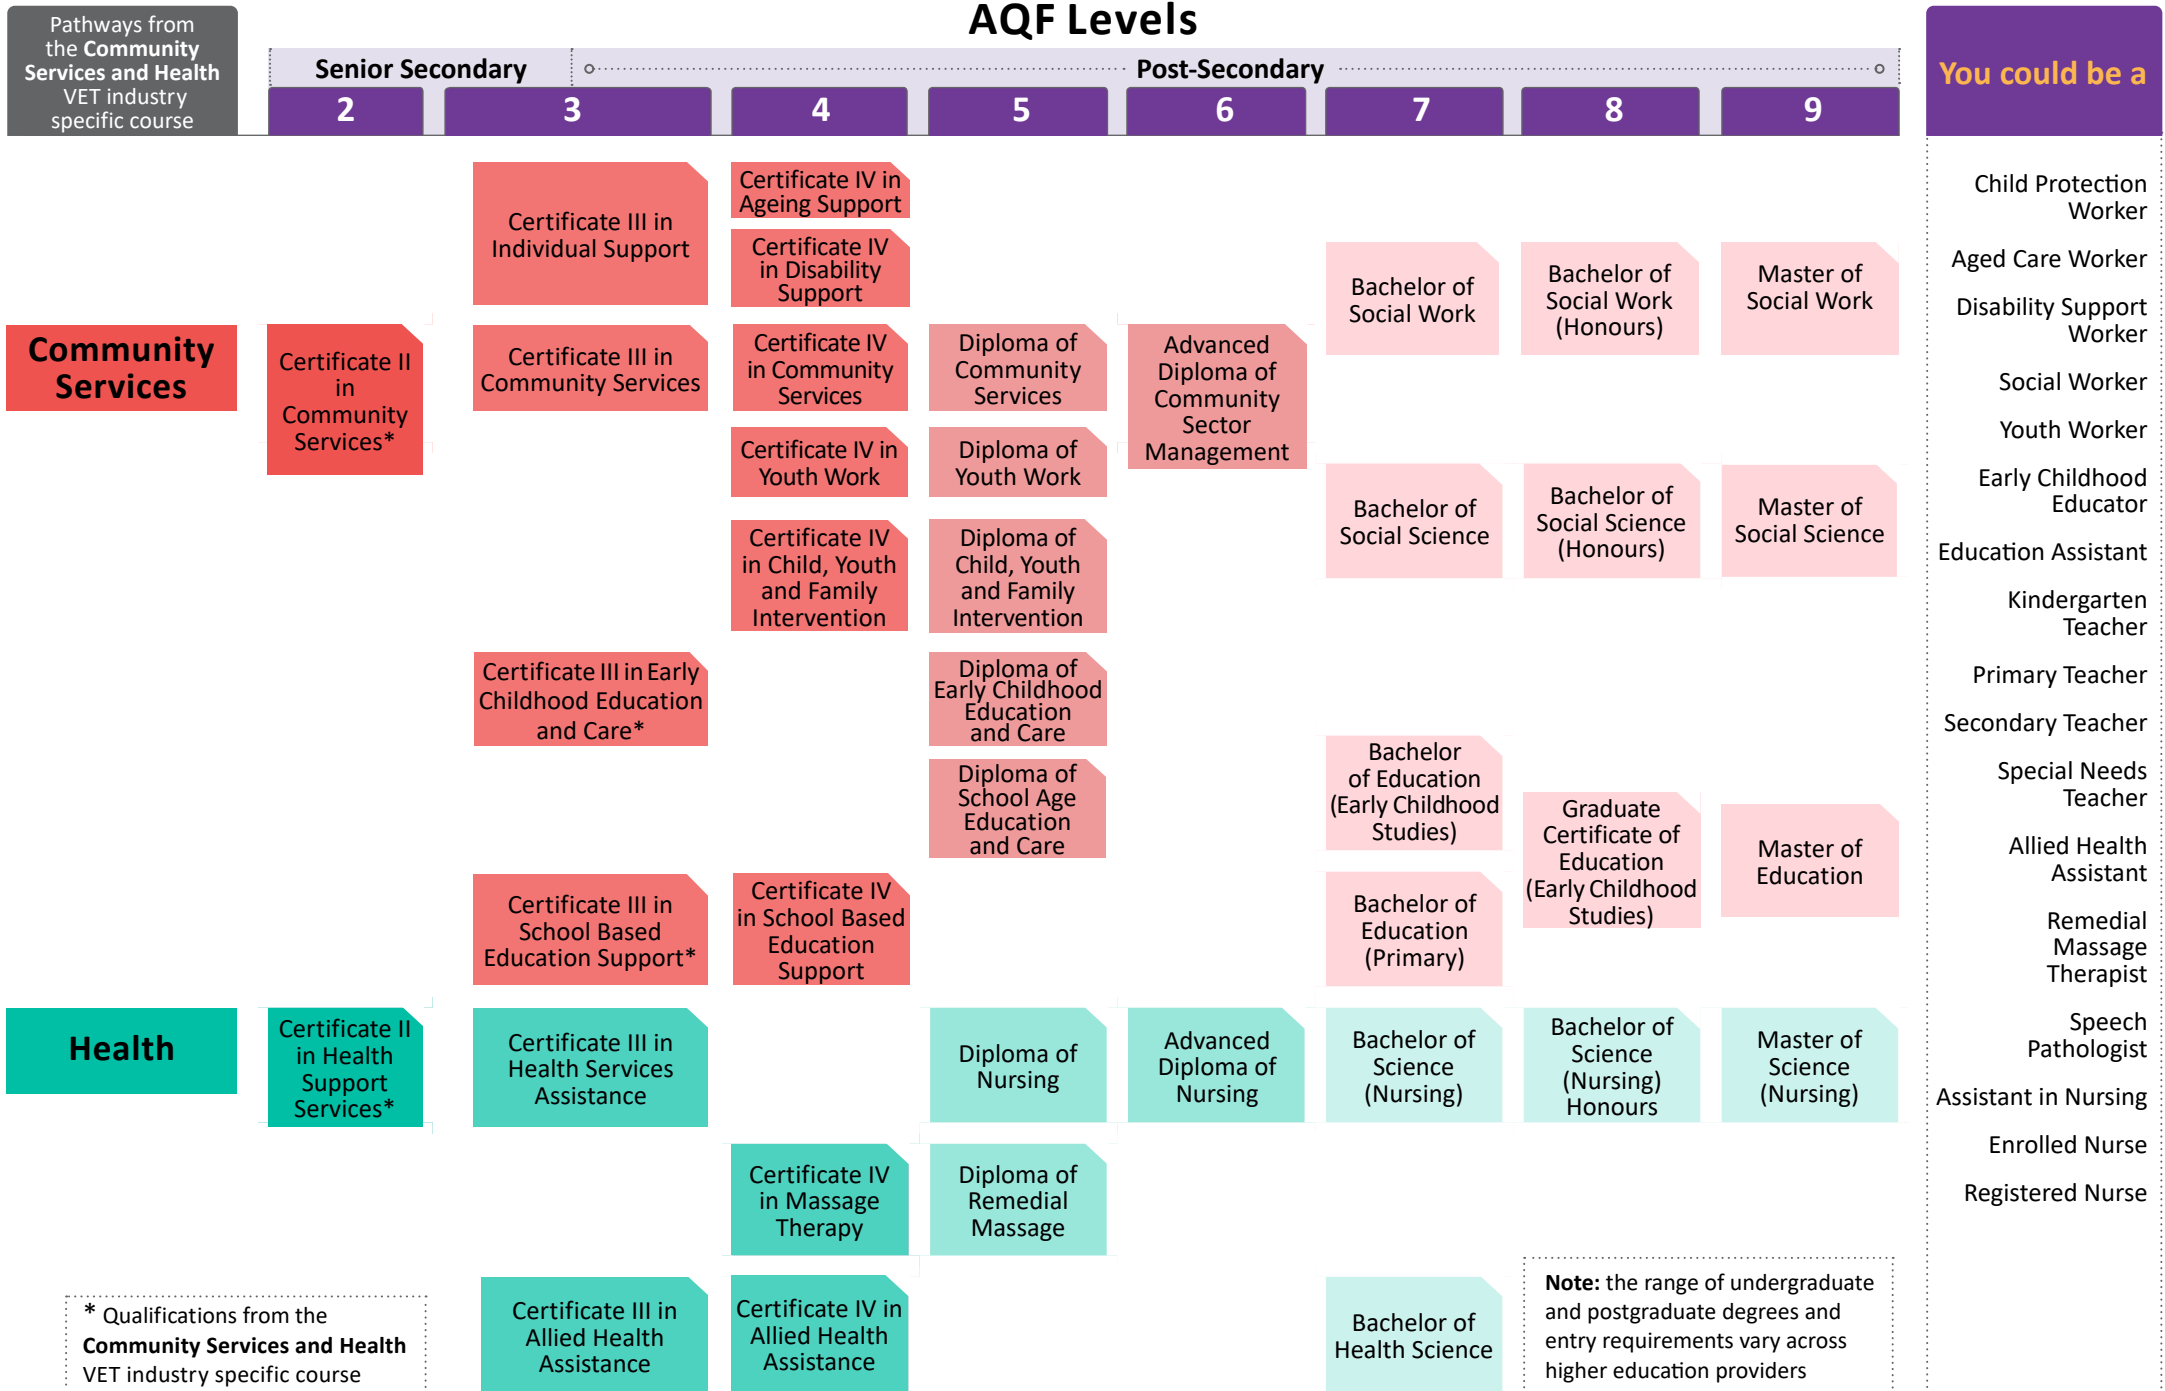 Pathways from
the Community
Services and Health
VET industry
specific course
AQF Levels
Senior Secondary
Post-Secondary
2
3
4
5
6
7
8
9
You could be a
Community
Services
Certificate II
in
Community
Services*
Certificate III in
Individual Support
Certificate III in
Community Services
Certificate III in Early
Childhood Education
and Care*
Certificate III in
School Based
Education Support*
Certificate IV in
Ageing Support
Certificate IV
in Disability
Support
Certificate IV
in Community
Services
Certificate IV in
Youth Work
Certificate IV
in Child, Youth
and Family
Intervention
Certificate IV
in School Based
Education
Support
Diploma of
Community
Services
Diploma of
Youth Work
Diploma of
Child, Youth
and Family
Intervention
Diploma of
Early Childhood
Education
and Care
Diploma of
School Age
Education
and Care
Advanced
Diploma of
Community
Sector
Management
Bachelor of
Social Work
Bachelor of
Social Science
Bachelor
of Education
(Early Childhood
Studies)
Bachelor of
Education
(Primary)
Bachelor of
Social Work
(Honours)
Bachelor of
Social Science
(Honours)
Graduate
Certificate of
Education
(Early Childhood
Studies)
Master of
Social Work
Master of
Social Science
Master of
Education
Health
Certificate II
in Health
Support
Services*
Certificate III in
Health Services
Assistance
Certificate III in
Allied Health
Assistance
Certificate IV
in Massage
Therapy
Certificate IV in
Allied Health
Assistance
Diploma of
Nursing
Diploma of
Remedial
Massage
Advanced
Diploma of
Nursing
Bachelor of
Science
(Nursing)
Bachelor of
Health Science
Bachelor of
Science
(Nursing)
Honours
Master of
Science
(Nursing)
Child Protection
Worker
Aged Care Worker
Disability Support
Worker
Social Worker
Youth Worker
Early Childhood
Educator
Education Assistant
Kindergarten
Teacher
Primary Teacher
Secondary Teacher
Special Needs
Teacher
Allied Health
Assistant
Remedial
Massage
Therapist
Speech
Pathologist
Assistant in Nursing
Enrolled Nurse
Registered Nurse
* Qualifications from the
Community Services and Health
VET industry specific course
Note: the range of undergraduate
and postgraduate degrees and
entry requirements vary across
higher education providers